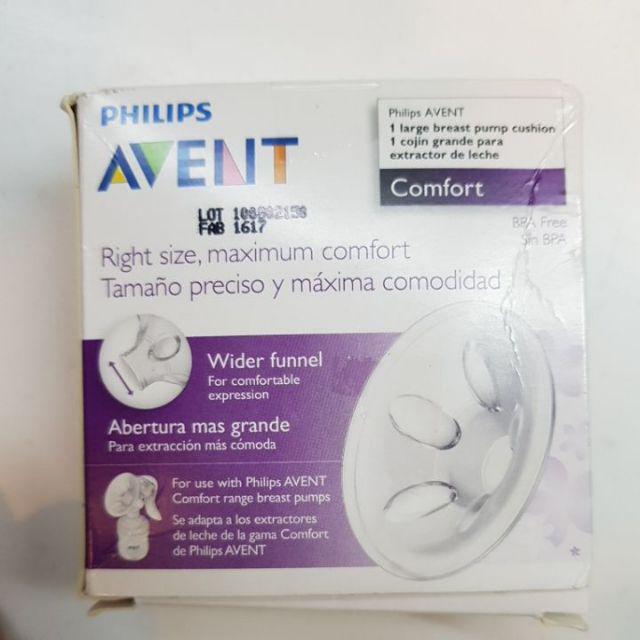 PHILIPS
AVENT
Philips AVENT
1 large breast pump cushion
1 cojin grande para
extractor de leche
Comfort
BPA Free
Sin BPA
LOT
FAB 1617
Right size, maximum comfort
Tamaño preciso y máxima comodidad
Wider funnel
For comfortable
expression
Abertura mas grande
Para extracción más cómoda
For use with Philips AVENT
Comfort range breast pumps
Se adapta a los extractores
de leche de la gama Comfort
de Philips AVENT